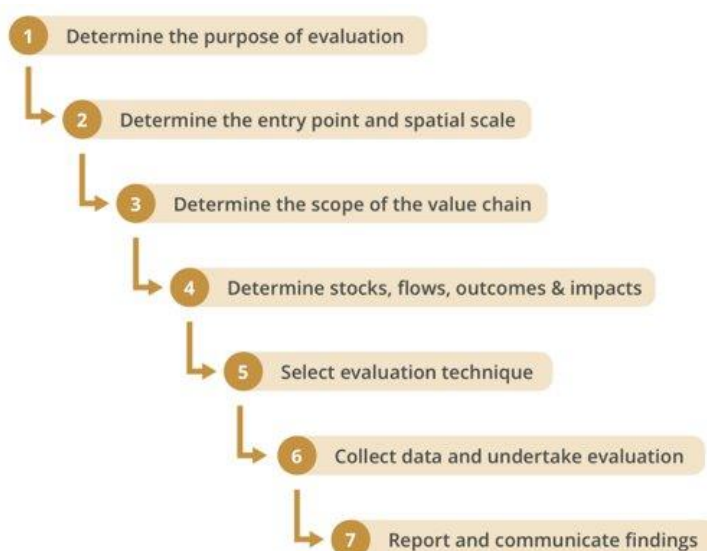 1 Determine the purpose of evaluation
2 Determine the entry point and spatial scale
3 Determine the scope of the value chain
4 Determine stocks, flows, outcomes & impacts
5 Select evaluation technique
6 Collect data and undertake evaluation
7 Report and communicate findings